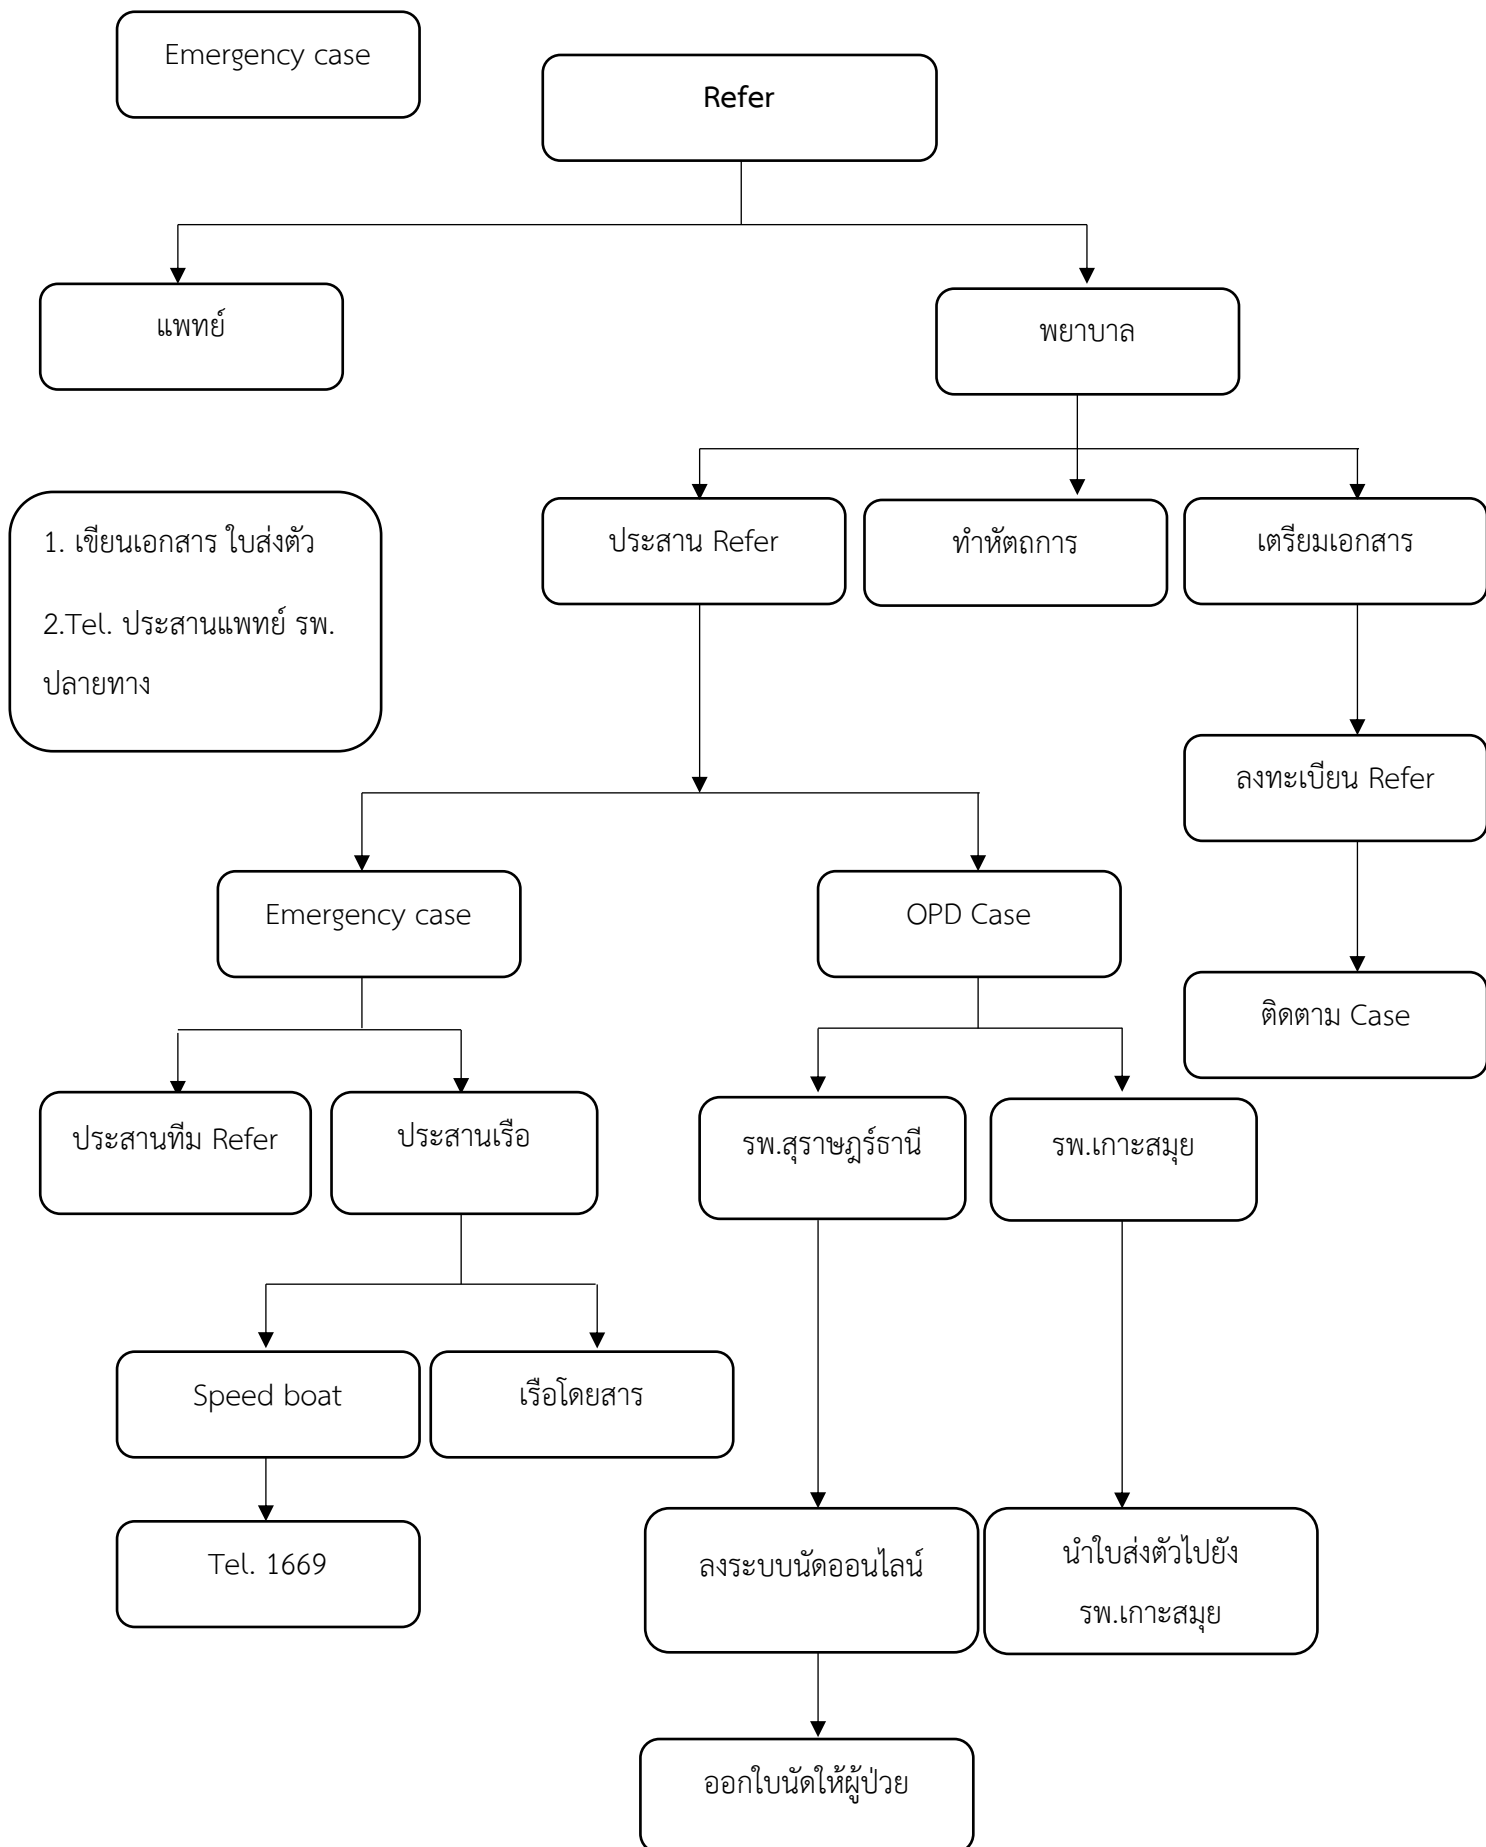 Emergency case
Refer
แพทย์
พยาบาล
1. เขียนเอกสาร ใบส่งตัว
2.Tel. ประสานแพทย์ รพ.
ปลายทาง
ประสาน Refer
ทำหัตถการ
เตรียมเอกสาร
ลงทะเบียน Refer
Emergency case
OPD Case
ติดตาม Case
ประสานทีม Refer
ประสานเรือ
รพ.สุราษฎร์ธานี
รพ.เกาะสมุย
Speed boat
เรือโดยสาร
Tel. 1669
ลงระบบนัดออนไลน์
นำใบส่งตัวไปยัง
รพ.เกาะสมุย
ออกใบนัดให้ผู้ป่วย